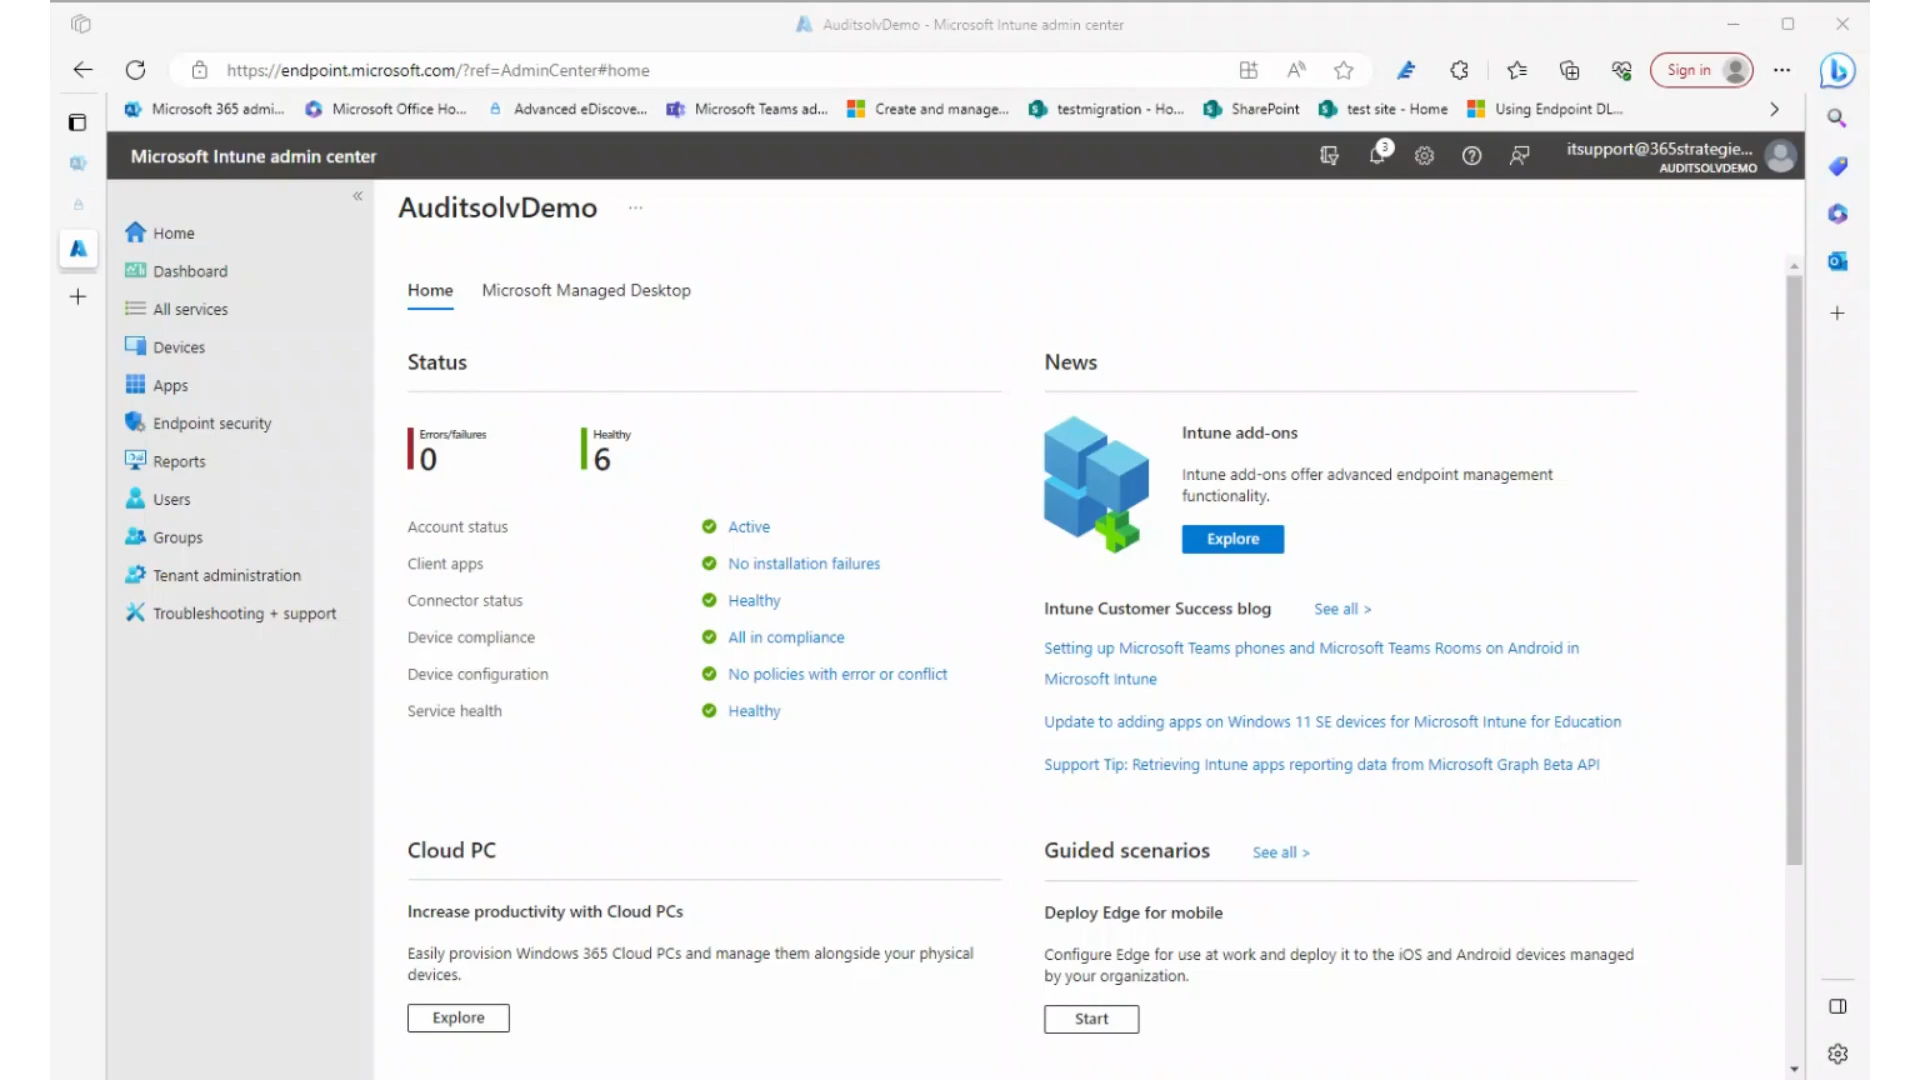 AuditsolvDemo - Microsoft Intune admin center
https://endpoint.microsoft.com/?ref=AdminCenter#home
Sign in
Microsoft 365 admi...
Microsoft Office Ho...
Advanced eDiscove...
Microsoft Teams ad...
Create and manage...
testmigration - Ho...
SharePoint
test site - Home
Using Endpoint DL...
Microsoft Intune admin center
3
itsupport@365strategie...
AUDITSOLVDEMO
Home
Dashboard
All services
Devices
Apps
Endpoint security
Reports
Users
Groups
Tenant administration
Troubleshooting + support
AuditsolvDemo ...
Home
Microsoft Managed Desktop
Status
Errors/failures
0
Healthy
6
Account status
Active
Client apps
No installation failures
Connector status
Healthy
Device compliance
All in compliance
Device configuration
No policies with error or conflict
Service health
Healthy
News
Intune add-ons
Intune add-ons offer advanced endpoint management
functionality.
Explore
Intune Customer Success blog
See all >
Setting up Microsoft Teams phones and Microsoft Teams Rooms on Android in
Microsoft Intune
Update to adding apps on Windows 11 SE devices for Microsoft Intune for Education
Support Tip: Retrieving Intune apps reporting data from Microsoft Graph Beta API
Cloud PC
Increase productivity with Cloud PCs
Easily provision Windows 365 Cloud PCs and manage them alongside your physical
devices.
Explore
Guided scenarios
See all >
Deploy Edge for mobile
Configure Edge for use at work and deploy it to the iOS and Android devices managed
by your organization.
Start